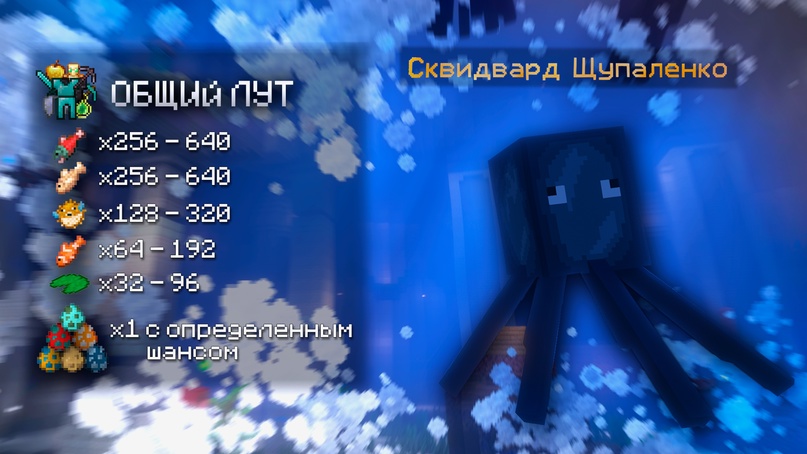 Сквидвард Щупаленко
ОБЩИЙ ЛУТ
x256 - 640
x256 - 640
x128 - 320
x64 - 192
x32 - 96
x1 с определенным
шансом